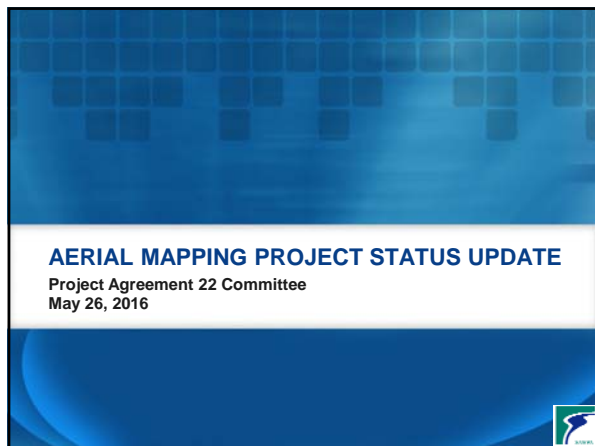 AERIAL MAPPING PROJECT STATUS UPDATE
Project Agreement 22 Committee
May 26, 2016